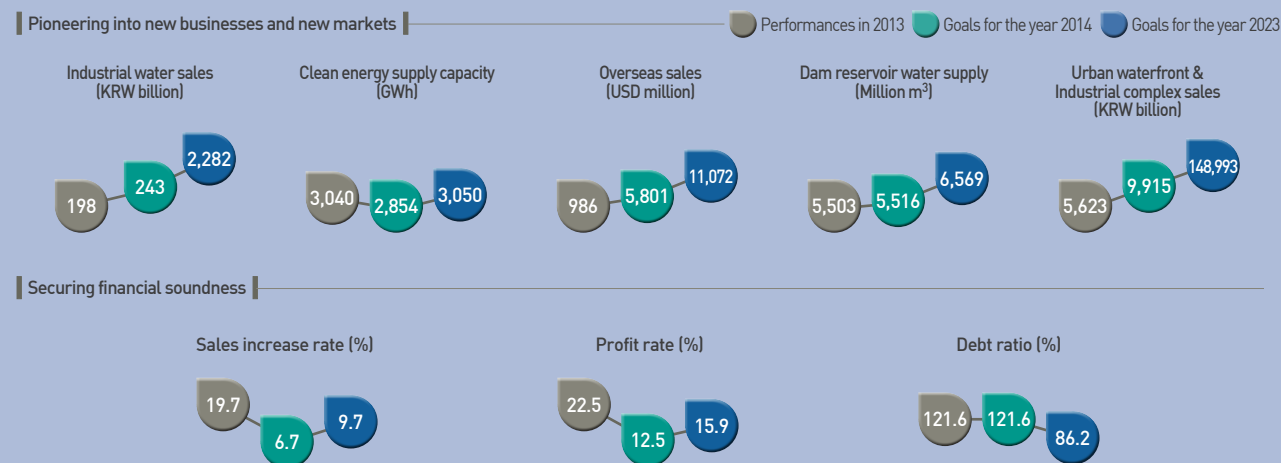 Pioneering into new businesses and new markets
Performances in 2013
Goals for the year 2014
Goals for the year 2023
Industrial water sales
(KRW billion)
198
243
2,282
Clean energy supply capacity
(GWh)
3,040
2,854
3,050
Overseas sales
(USD million)
986
5,801
11,072
Dam reservoir water supply
(Million m³)
5,503
5,516
6,569
Urban waterfront &
Industrial complex sales
(KRW billion)
5,623
9,915
148,993
Securing financial soundness
Sales increase rate (%)
19.7
6.7
9.7
Profit rate (%)
22.5
12.5
15.9
Debt ratio (%)
121.6
121.6
86.2